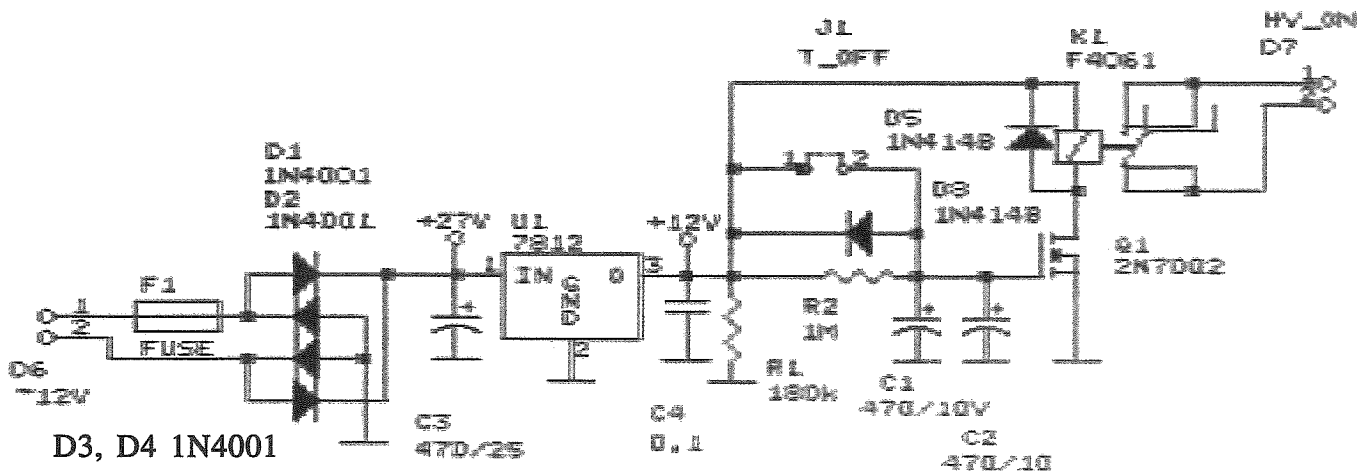 HV_ON
D7
1
2
J1
T_OFF
K1
F4061
D5
1N4148
1
2
D8
1N4148
Q1
2N7002
D1
1N4001
D2
1N4001
+27V
U1
7812
+12V
1
IN
GND
O
3
2
F1
FUSE
1
2
D6
~12V
R2
1M
R1
180k
C1
470/10V
C2
470/10
C3
470/25
C4
0,1
D3, D4 1N4001